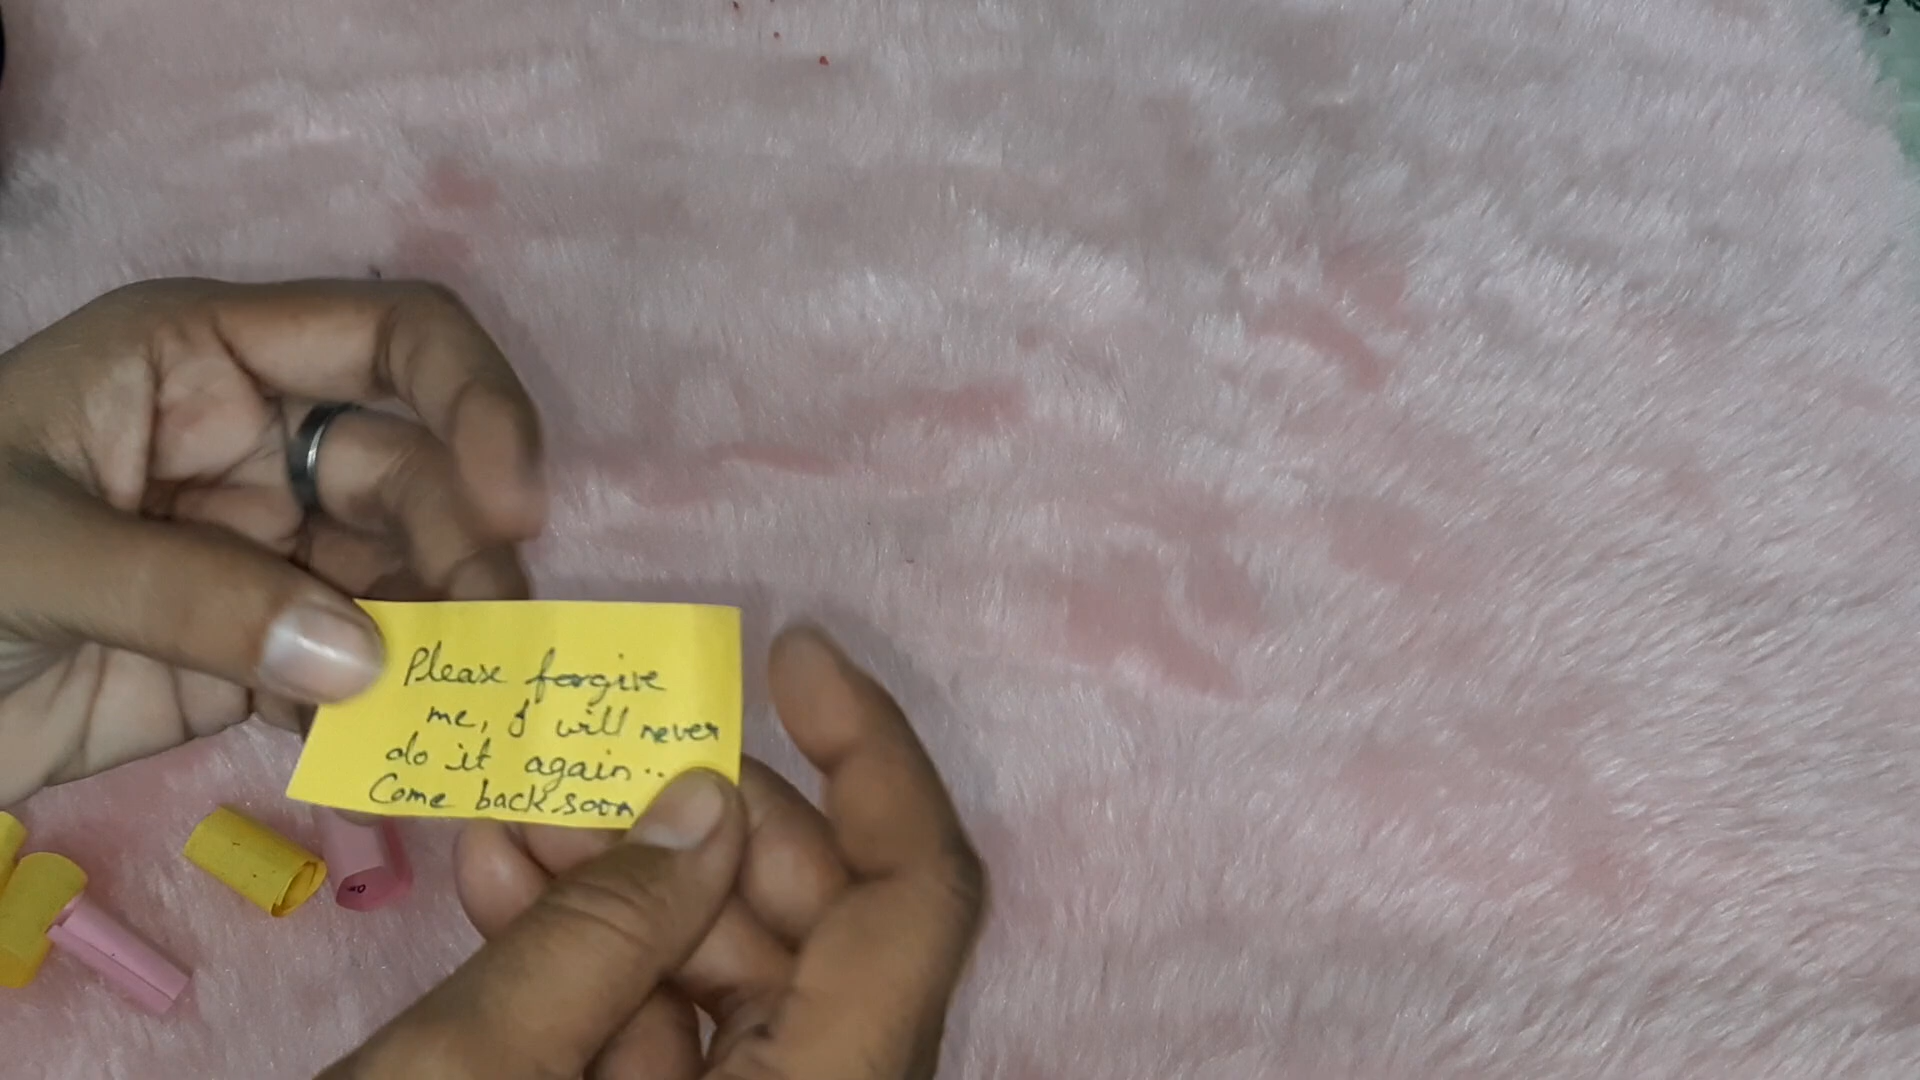 Please forgive
me, I will never
do it again..
Come back soon